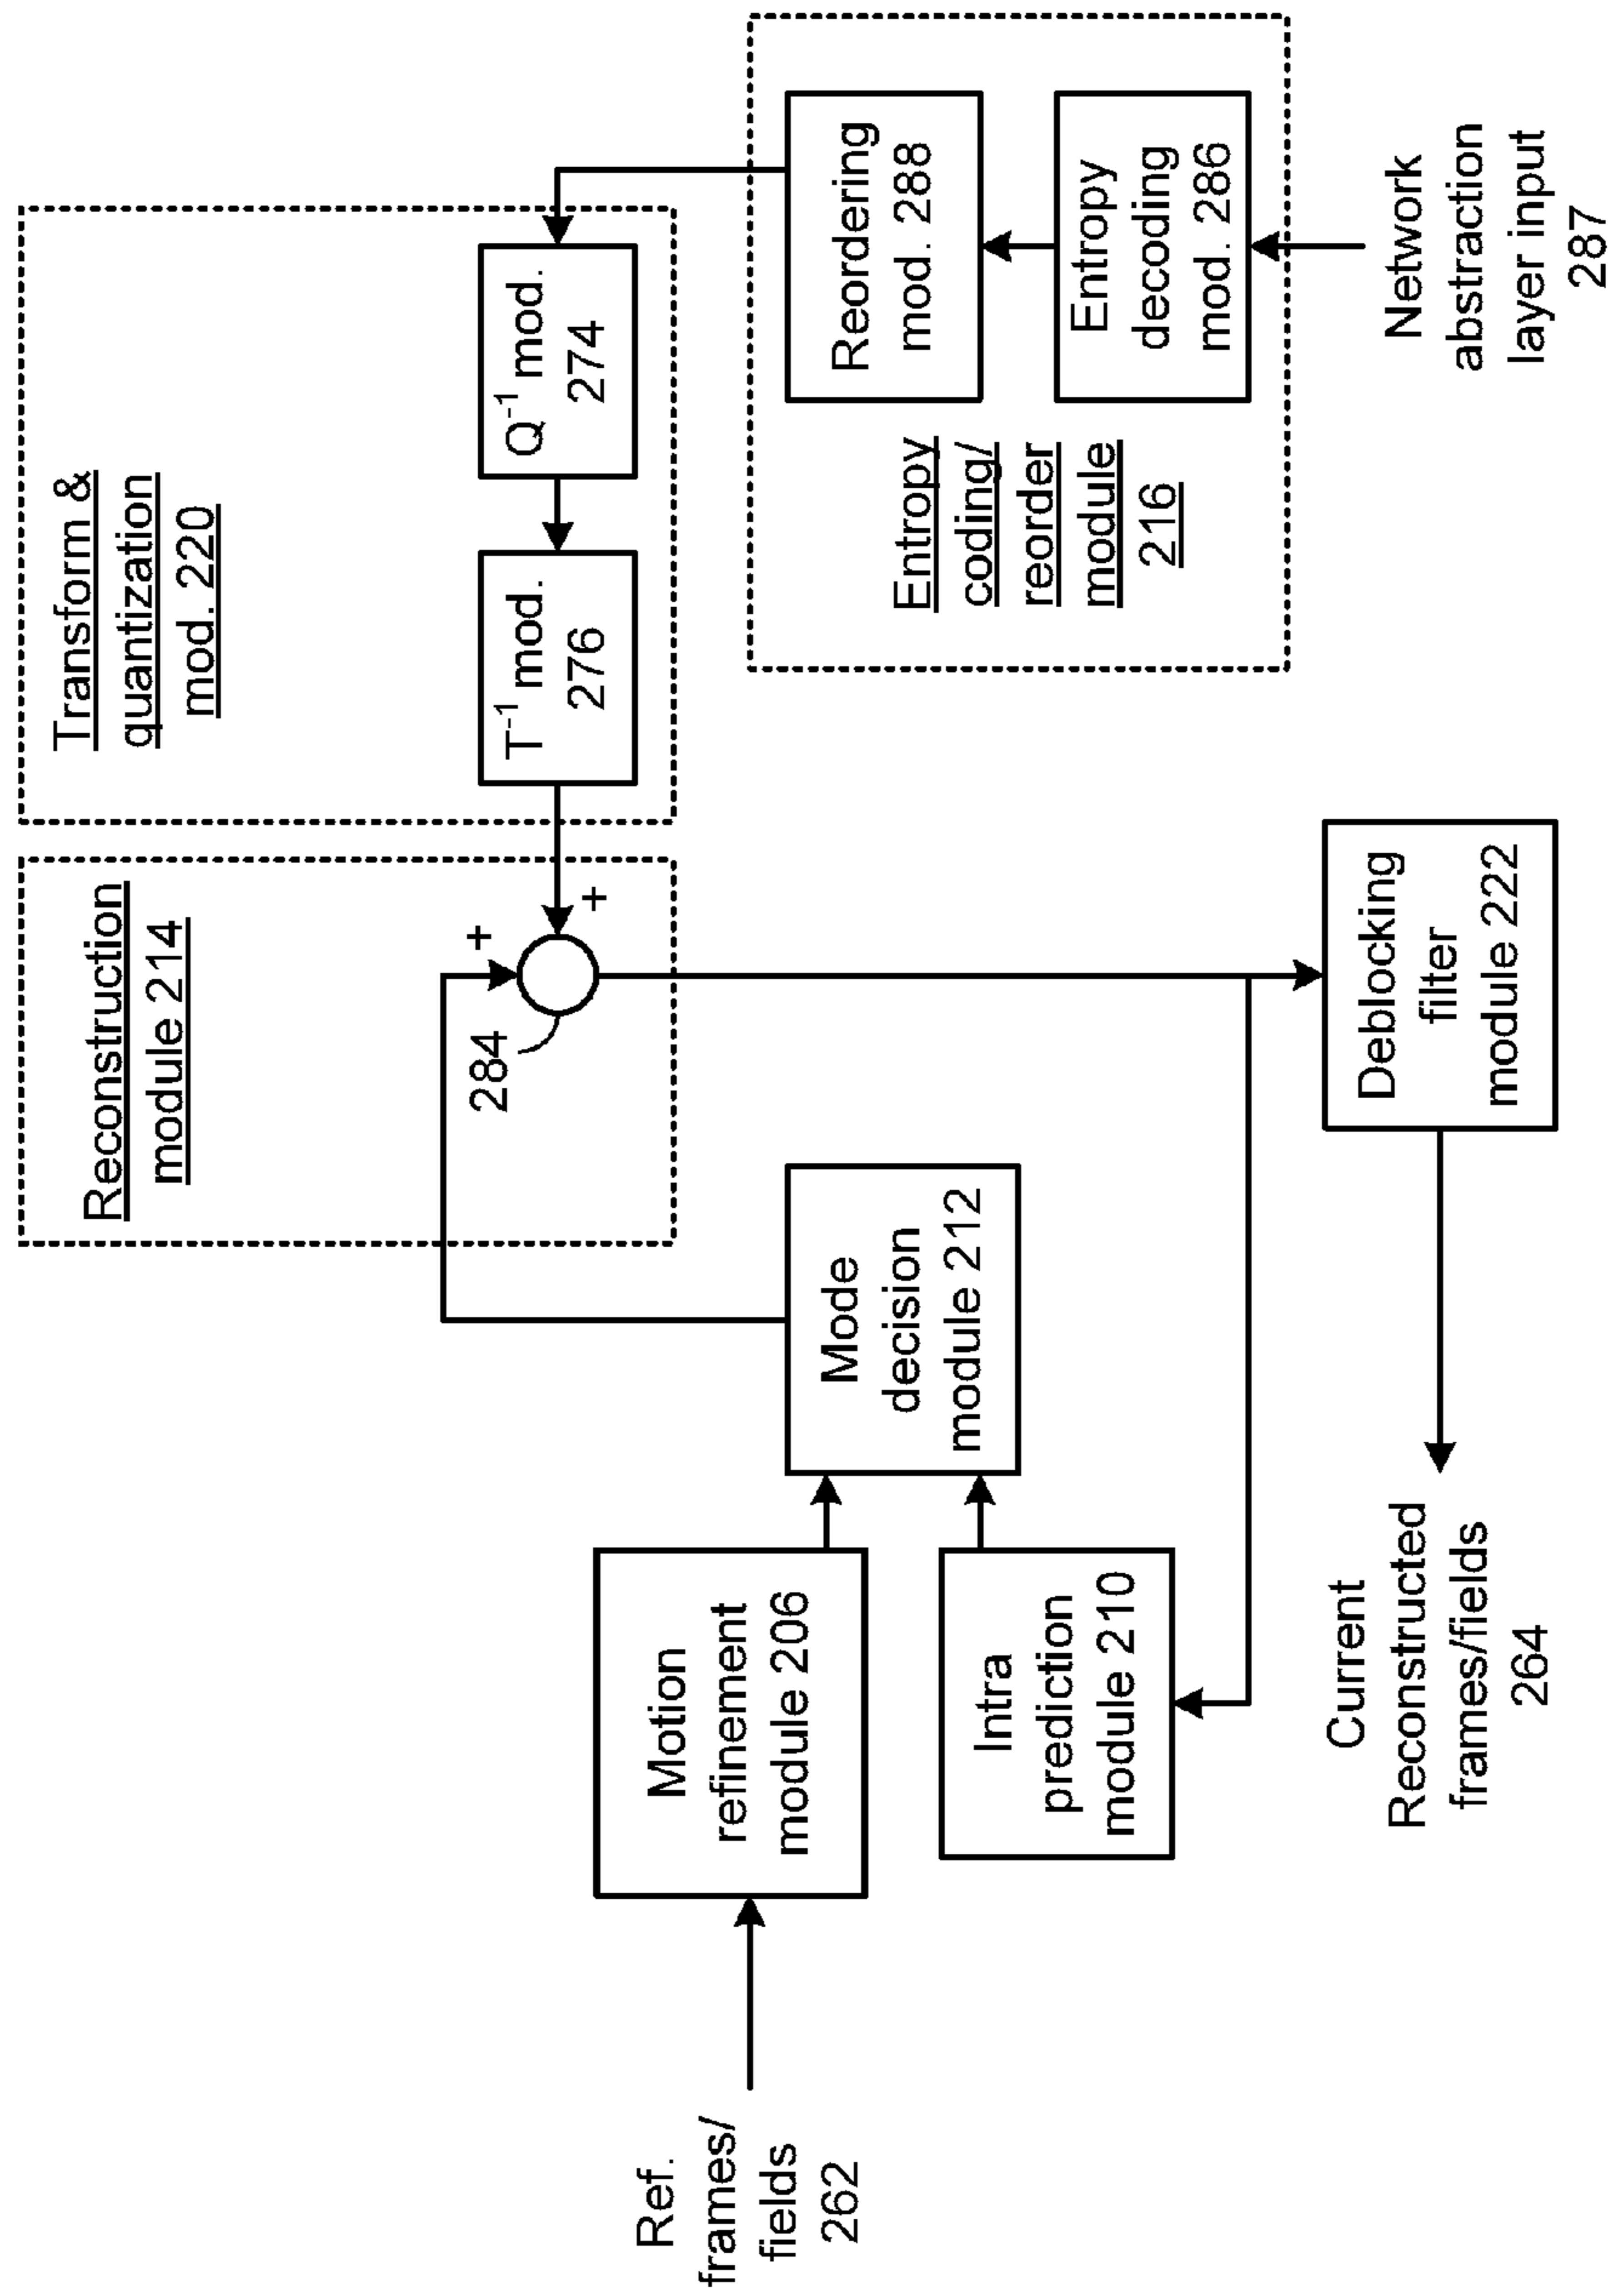 Transform &
quantization
mod. 220
Reconstruction
module 214
Q-1 mod.
274
T-1 mod.
276
+
+
284
Reordering
mod. 288
Entropy
decoding
mod. 286
Entropy
coding/
reorder
module
216
Network
abstraction
layer input
287
Mode
decision
module 212
Motion
refinement
module 206
Intra
prediction
module 210
Ref.
frames/
fields
262
Deblocking
filter
module 222
Current
Reconstructed
frames/fields
264